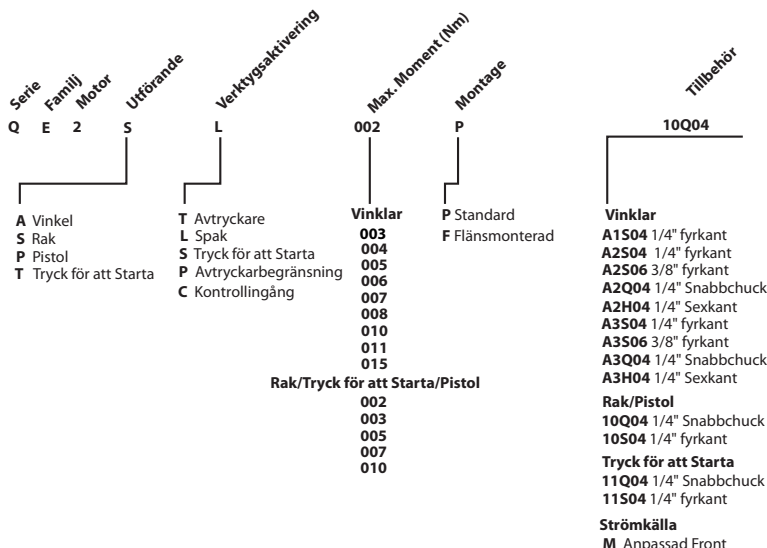 Serie
Familj
Motor
Utförande
Verktygsaktivering
Max. Moment (Nm)
Montage
Tillbehör
Q E 2 S L 002 P 10Q04
A Vinkel
S Rak
P Pistol
T Tryck för att Starta
T Avtryckare
L Spak
S Tryck för att Starta
P Avtryckarbegränsning
C Kontrollingång
Vinklar
003
004
005
006
007
008
010
011
015
Rak/Tryck för att Starta/Pistol
002
003
005
007
010
P Standard
F Flänsmonterad
Vinklar
A1S04 1/4" fyrkant
A2S04 1/4" fyrkant
A2S06 3/8" fyrkant
A2Q04 1/4" Snabbchuck
A2H04 1/4" Sexkant
A3S04 1/4" fyrkant
A3S06 3/8" fyrkant
A3Q04 1/4" Snabbchuck
A3H04 1/4" Sexkant
Rak/Pistol
10Q04 1/4" Snabbchuck
10S04 1/4" fyrkant
Tryck för att Starta
11Q04 1/4" Snabbchuck
11S04 1/4" fyrkant
Strömkälla
M Anpassad Front